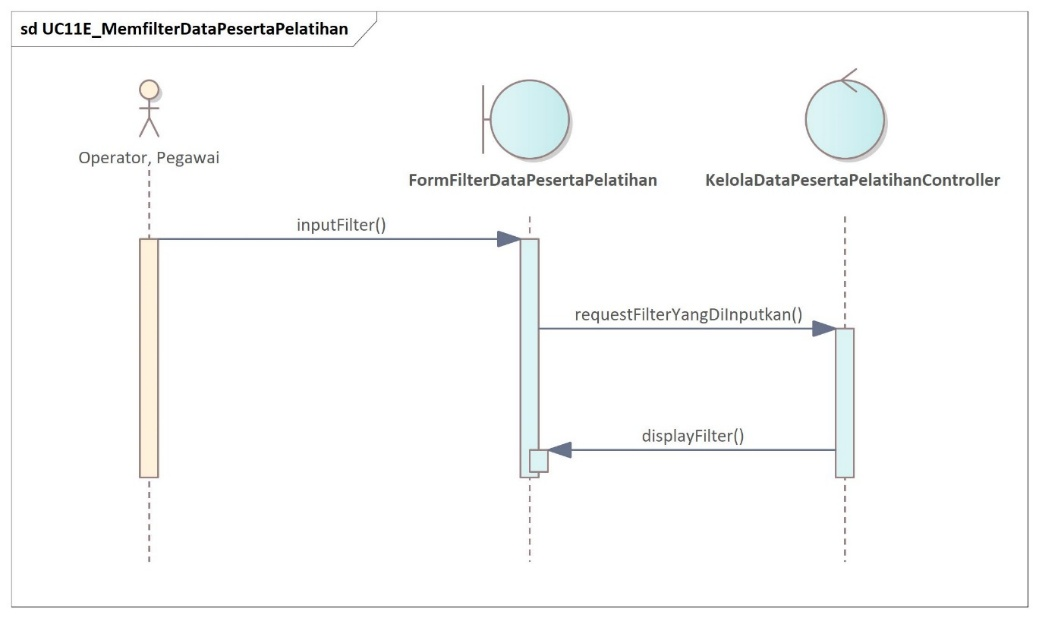 sd UC11E_MemfilterDataPesertaPelatihan
Operator, Pegawai
FormFilterDataPesertaPelatihan
KelolaDataPesertaPelatihanController
inputFilter()
requestFilterYangDiInputkan()
displayFilter()